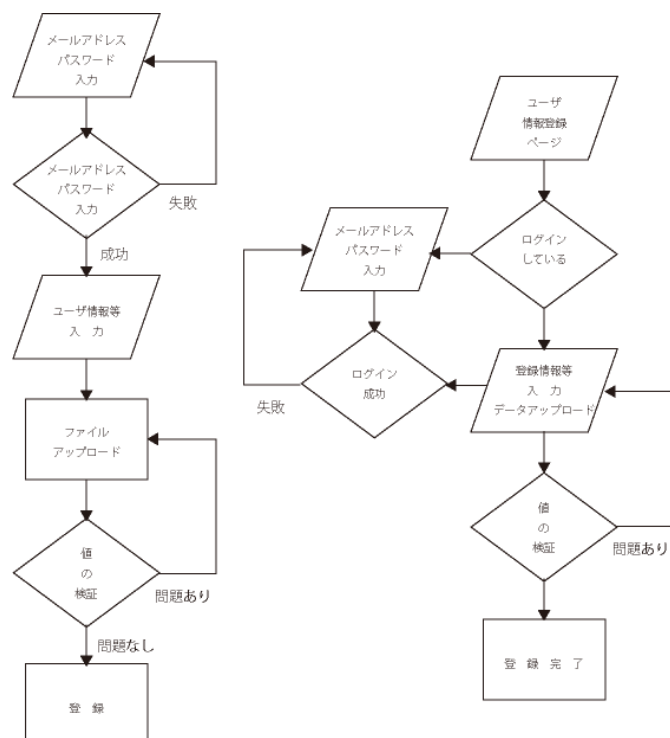 メールアドレス
パスワード
入力
メールアドレス
パスワード
入力
失敗
成功
ユーザ情報等
入　力
ファイル
アップロード
値
の
検証
問題あり
問題なし
登　録
ユーザ
情報登録
ページ
ログイン
している
メールアドレス
パスワード
入力
ログイン
成功
失敗
登録情報等
入　力
データアップロード
値
の
検証
問題あり
登　録　完　了